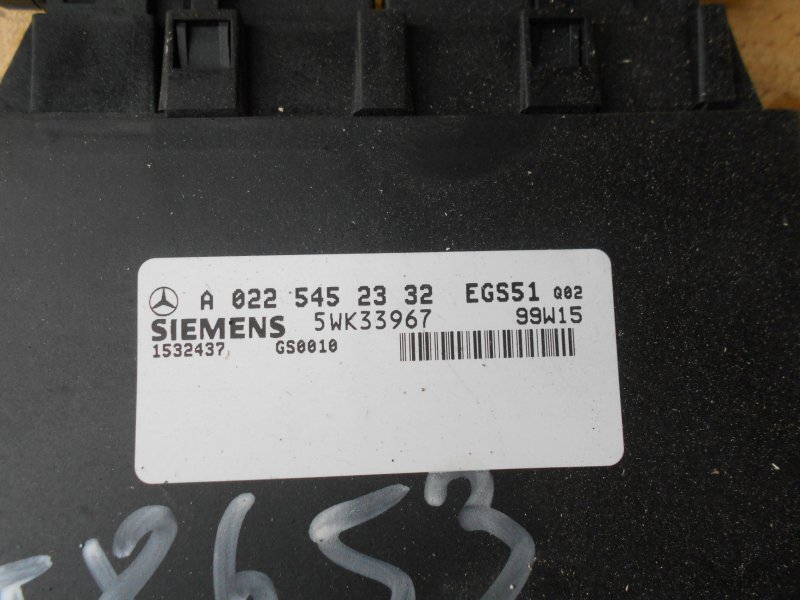 A 022 545 23 32 EGS51 Q02
SIEMENS 5WK33967 99W15
1532437 GS0010